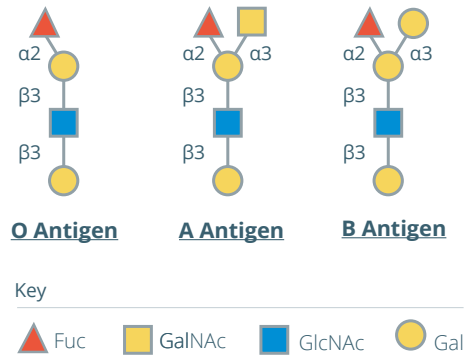 α2 α2 α3 α2 α3
β3 β3 β3
β3 β3 β3
O Antigen A Antigen B Antigen
Key
Fuc GalNAc GlcNAc Gal